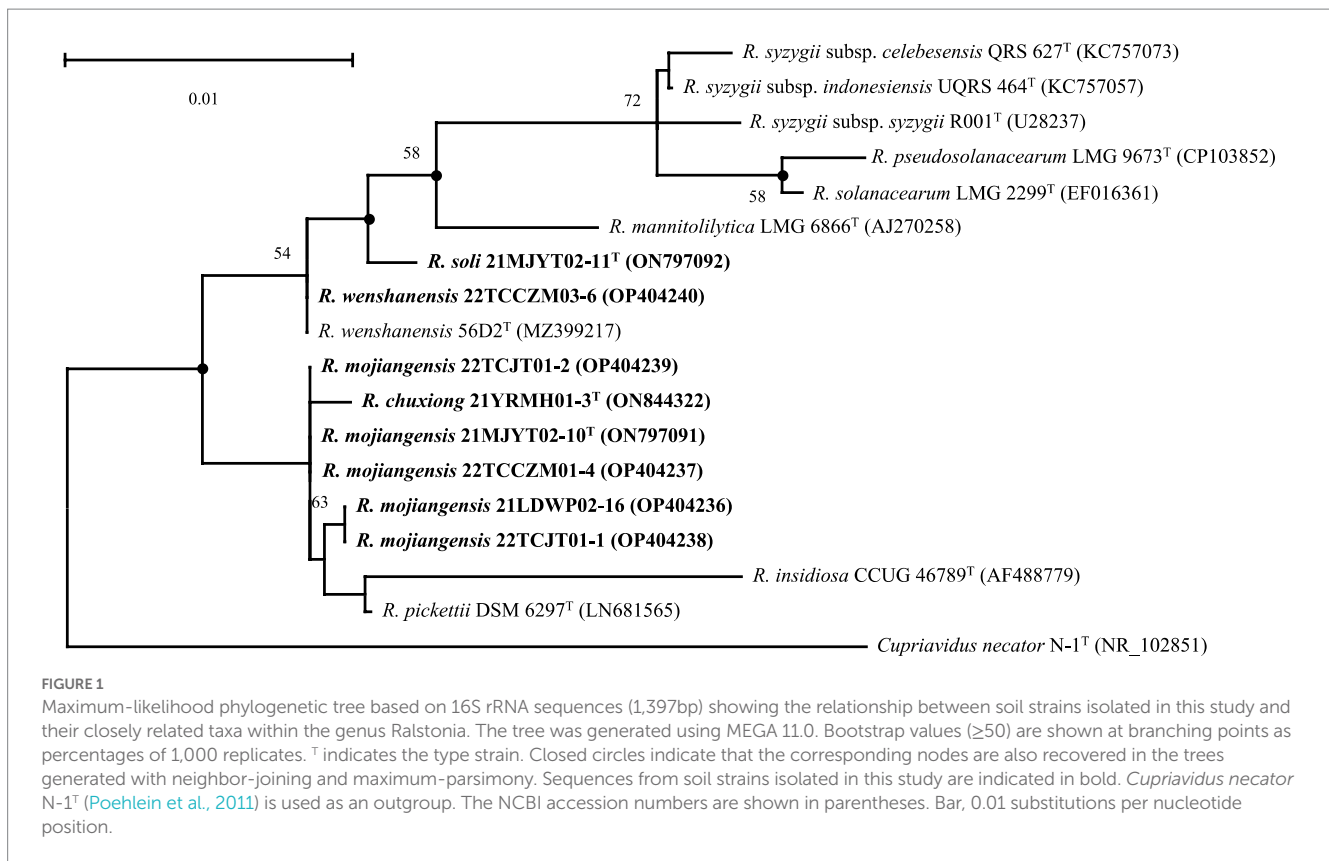 0.01
72
58
58
54
63
R. syzygii subsp. celebesensis QRS 627ᵀ (KC757073)
R. syzygii subsp. indonesiensis UQRS 464ᵀ (KC757057)
R. syzygii subsp. syzygii R001ᵀ (U28237)
R. pseudosolanacearum LMG 9673ᵀ (CP103852)
R. solanacearum LMG 2299ᵀ (EF016361)
R. mannitolilytica LMG 6866ᵀ (AJ270258)
R. soli 21MJYT02-11ᵀ (ON797092)
R. wenshanensis 22TCCZM03-6 (OP404240)
R. wenshanensis 56D2ᵀ (MZ399217)
R. mojiangensis 22TCJT01-2 (OP404239)
R. chuxiong 21YRMH01-3ᵀ (ON844322)
R. mojiangensis 21MJYT02-10ᵀ (ON797091)
R. mojiangensis 22TCCZM01-4 (OP404237)
R. mojiangensis 21LDWP02-16 (OP404236)
R. mojiangensis 22TCJT01-1 (OP404238)
R. insidiosa CCUG 46789ᵀ (AF488779)
R. pickettii DSM 6297ᵀ (LN681565)
Cupriavidus necator N-1ᵀ (NR_102851)
FIGURE 1
Maximum-likelihood phylogenetic tree based on 16S rRNA sequences (1,397bp) showing the relationship between soil strains isolated in this study and
their closely related taxa within the genus Ralstonia. The tree was generated using MEGA 11.0. Bootstrap values (≥50) are shown at branching points as
percentages of 1,000 replicates. ᵀ indicates the type strain. Closed circles indicate that the corresponding nodes are also recovered in the trees
generated with neighbor-joining and maximum-parsimony. Sequences from soil strains isolated in this study are indicated in bold. Cupriavidus necator
N-1ᵀ (Poehlein et al., 2011) is used as an outgroup. The NCBI accession numbers are shown in parentheses. Bar, 0.01 substitutions per nucleotide
position.